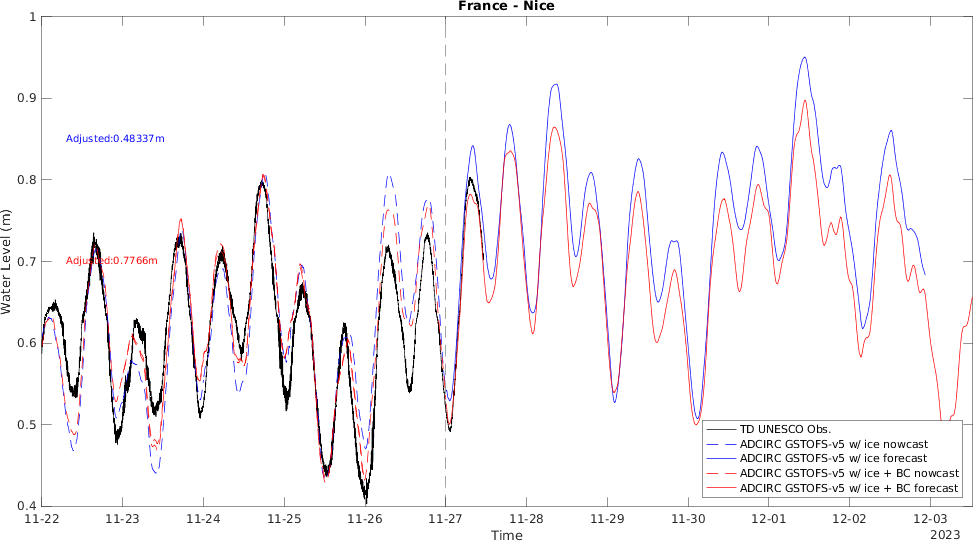 France - Nice
Water Level (m)
1
0.9
0.8
0.7
0.6
0.5
0.4
Adjusted:0.48337m
Adjusted:0.7766m
TD UNESCO Obs.
ADCIRC GSTOFS-v5 w/ ice nowcast
ADCIRC GSTOFS-v5 w/ ice forecast
ADCIRC GSTOFS-v5 w/ ice + BC nowcast
ADCIRC GSTOFS-v5 w/ ice + BC forecast
11-22 11-23 11-24 11-25 11-26 11-27 11-28 11-29 11-30 12-01 12-02 12-03
2023
Time